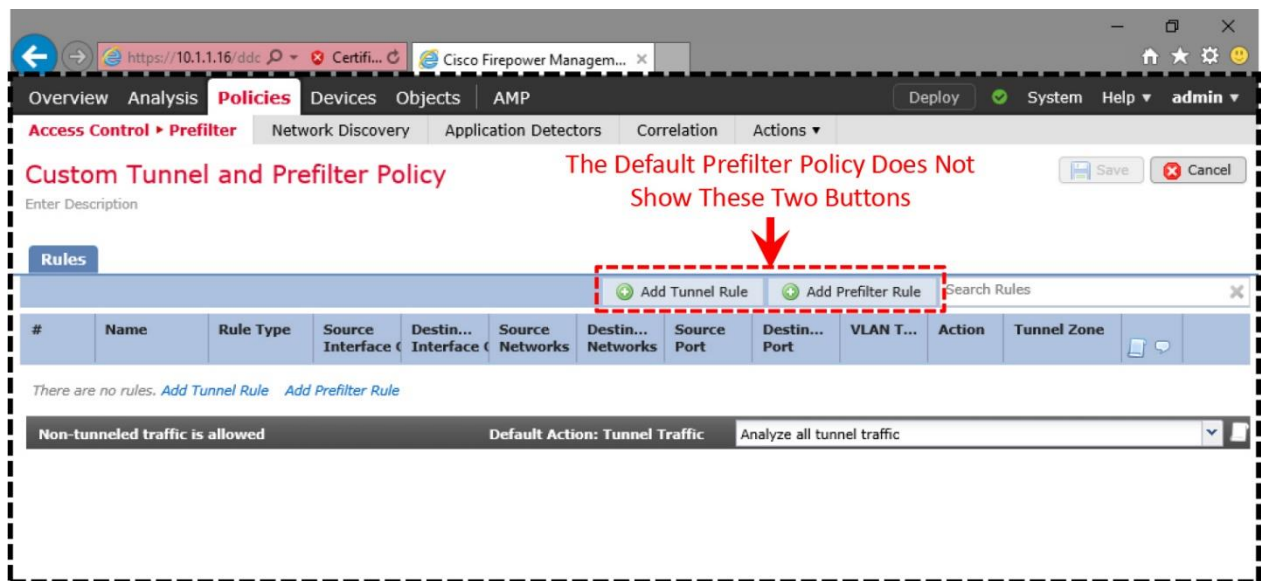 https://10.1.1.16/ddc Certifi... Cisco Firepower Managem...
Overview Analysis Policies Devices Objects AMP Deploy System Help admin
Access Control ▸ Prefilter Network Discovery Application Detectors Correlation Actions ▾
Custom Tunnel and Prefilter Policy
Enter Description
The Default Prefilter Policy Does Not
Show These Two Buttons
Save Cancel
Rules
Add Tunnel Rule Add Prefilter Rule Search Rules
# Name Rule Type Source Interface O Destin... Interface O Source Networks Destin... Networks Source Port Destin... Port VLAN T... Action Tunnel Zone
There are no rules. Add Tunnel Rule Add Prefilter Rule
Non-tunneled traffic is allowed Default Action: Tunnel Traffic Analyze all tunnel traffic